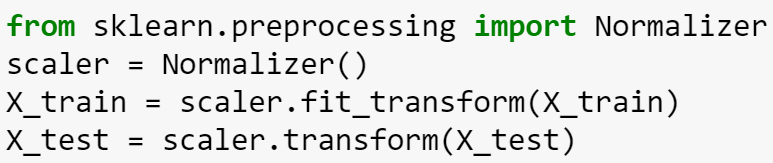 from sklearn.preprocessing import Normalizer
scaler = Normalizer()
X_train = scaler.fit_transform(X_train)
X_test = scaler.transform(X_test)